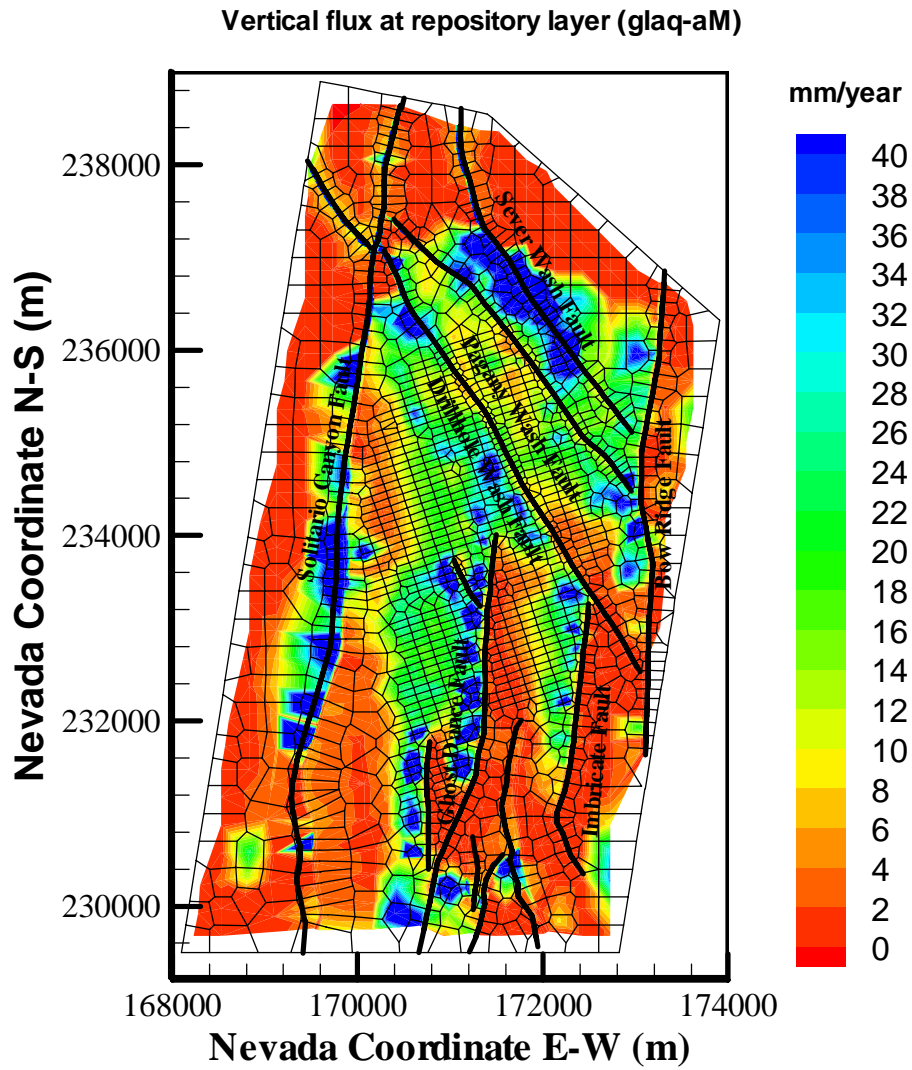 Vertical flux at repository layer (glaq-aM)
mm/year
40
38
36
34
32
30
28
26
24
22
20
18
16
14
12
10
8
6
4
2
0
Nevada Coordinate N-S (m)
238000
236000
234000
232000
230000
Sever Wash Fault
Pagany Wash Fault
Drillhole Wash Fault
Solitario Canyon Fault
Bow Ridge Fault
Ghost Dance Fault
Imbricate Fault
168000
170000
172000
174000
Nevada Coordinate E-W (m)